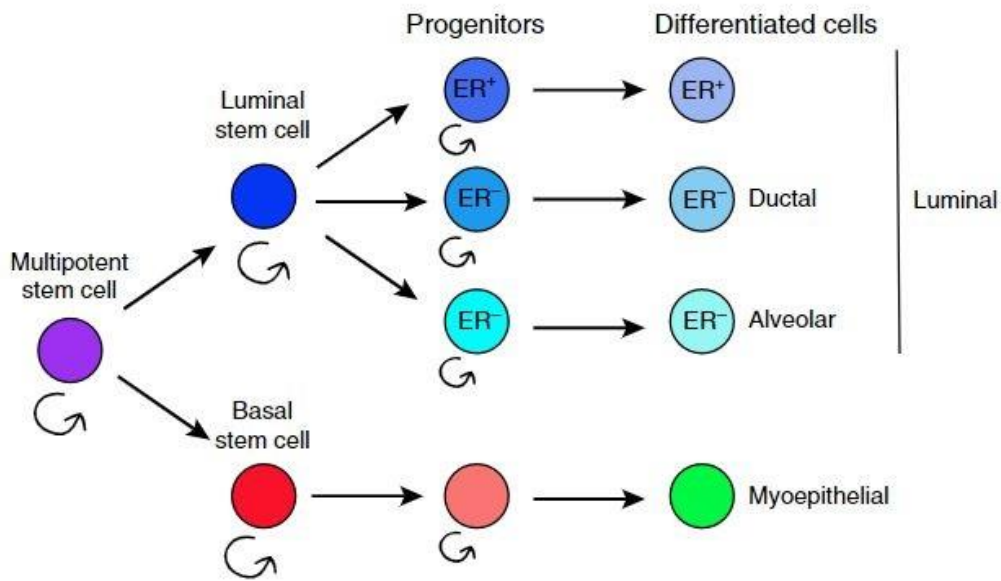 Progenitors
Differentiated cells
ER⁺
ER⁺
Luminal
stem cell
ER⁻
ER⁻
Ductal
Luminal
Multipotent
stem cell
ER⁻
ER⁻
Alveolar
Basal
stem cell
Myoepithelial